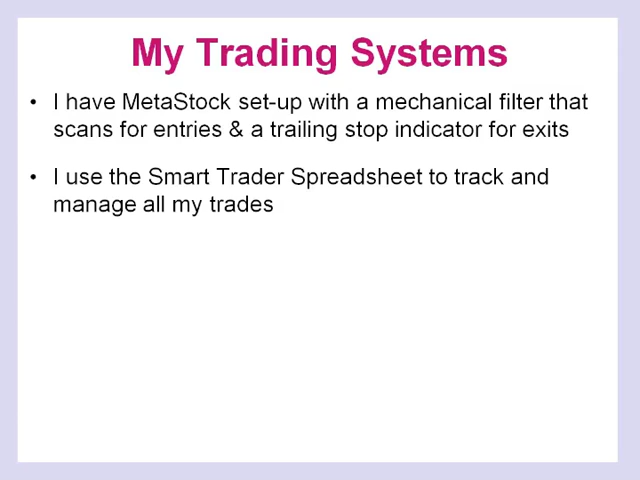 My Trading Systems
• I have MetaStock set-up with a mechanical filter that
scans for entries & a trailing stop indicator for exits
• I use the Smart Trader Spreadsheet to track and
manage all my trades